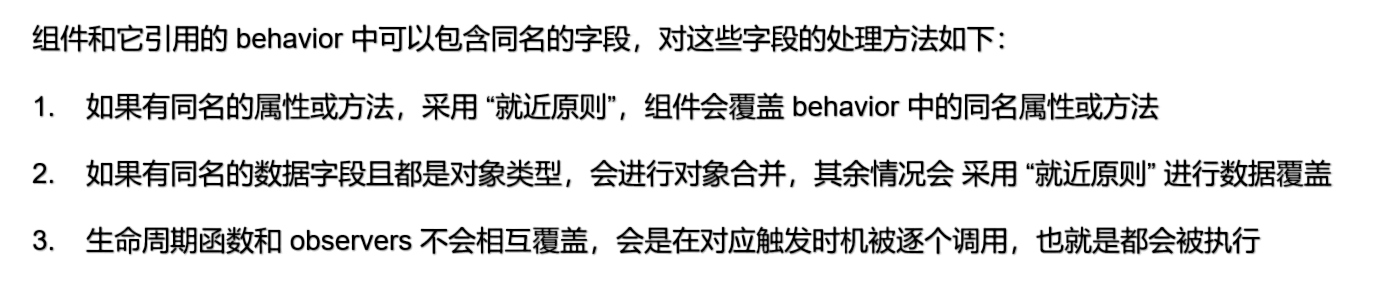 组件和它引用的 behavior 中可以包含同名的字段，对这些字段的处理方法如下：
1. 如果有同名的属性或方法，采用 “就近原则”，组件会覆盖 behavior 中的同名属性或方法
2. 如果有同名的数据字段且都是对象类型，会进行对象合并，其余情况会 采用 “就近原则” 进行数据覆盖
3. 生命周期函数和 observers 不会相互覆盖，会是在对应触发时机被逐个调用，也就是都会被执行